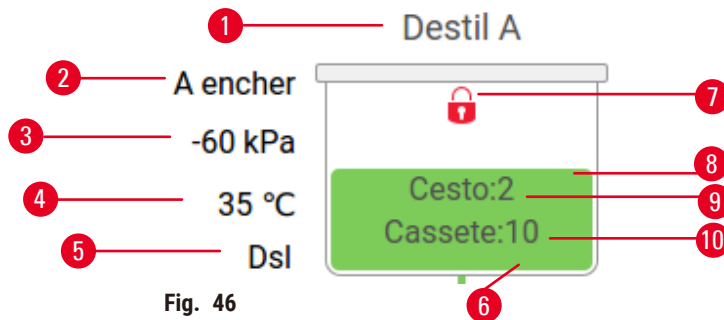 1
Destil A
2
A encher
7
3
-60 kPa
8
4
35 °C
Cesto:2
9
Cassete:10
10
5
Dsl
6
Fig. 46